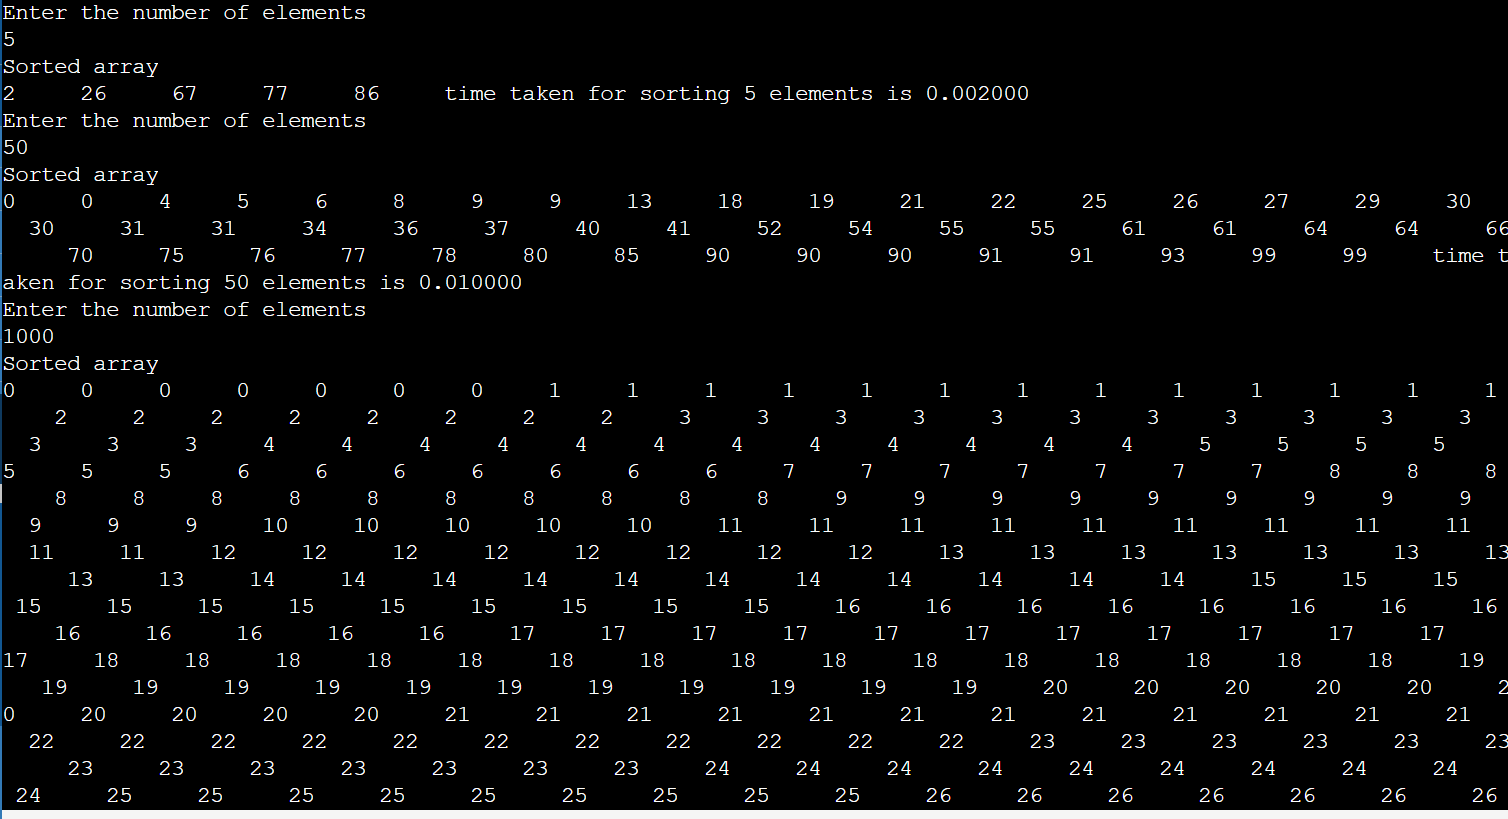 Enter the number of elements
5
Sorted array
2 26 67 77 86 time taken for sorting 5 elements is 0.002000
Enter the number of elements
50
Sorted array
0 0 4 5 6 8 9 9 13 18 19 21 22 25 26 27 29 30
30 31 31 34 36 37 40 41 52 54 55 55 61 61 64 64 66
70 75 76 77 78 80 85 90 90 90 91 91 93 99 99 time t
aken for sorting 50 elements is 0.010000
Enter the number of elements
1000
Sorted array
0 0 0 0 0 0 0 1 1 1 1 1 1 1 1 1 1 1 1 1
2 2 2 2 2 2 2 2 3 3 3 3 3 3 3 3 3 3 3
3 3 3 4 4 4 4 4 4 4 4 4 4 4 4 5 5 5 5
5 5 5 6 6 6 6 6 6 6 7 7 7 7 7 7 7 8 8 8
8 8 8 8 8 8 8 8 8 8 9 9 9 9 9 9 9 9 9
9 9 9 10 10 10 10 10 11 11 11 11 11 11 11 11 11
11 11 12 12 12 12 12 12 12 12 13 13 13 13 13 13 13
13 13 14 14 14 14 14 14 14 14 14 14 14 15 15 15
15 15 15 15 15 15 15 15 15 16 16 16 16 16 16 16 16
16 16 16 16 16 17 17 17 17 17 17 17 17 17 17 17
17 18 18 18 18 18 18 18 18 18 18 18 18 18 18 18 19
19 19 19 19 19 19 19 19 19 19 19 20 20 20 20 20 2
0 20 20 20 20 21 21 21 21 21 21 21 21 21 21 21 21
22 22 22 22 22 22 22 22 22 22 22 23 23 23 23 23 23
23 23 23 23 23 23 23 24 24 24 24 24 24 24 24 24
24 25 25 25 25 25 25 25 25 25 26 26 26 26 26 26 26